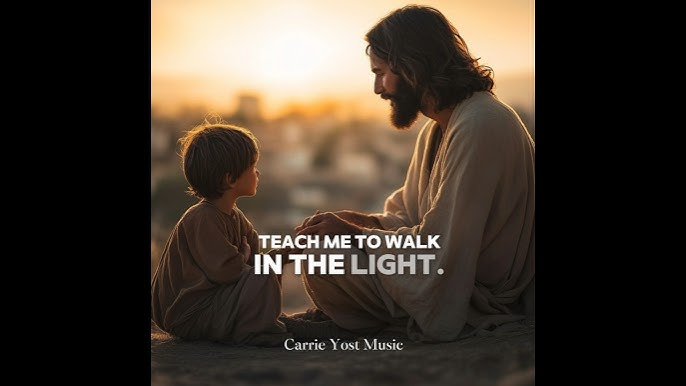 TEACH ME TO WALK
IN THE LIGHT.
Carrie Yost Music